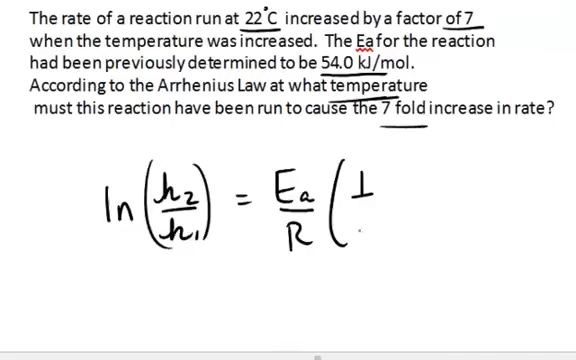 The rate of a reaction run at 22°C increased by a factor of 7
when the temperature was increased. The Ea for the reaction
had been previously determined to be 54.0 kJ/mol.
According to the Arrhenius Law at what temperature
must this reaction have been run to cause the 7 fold increase in rate?
ln(k2/k1) = Ea/R (1